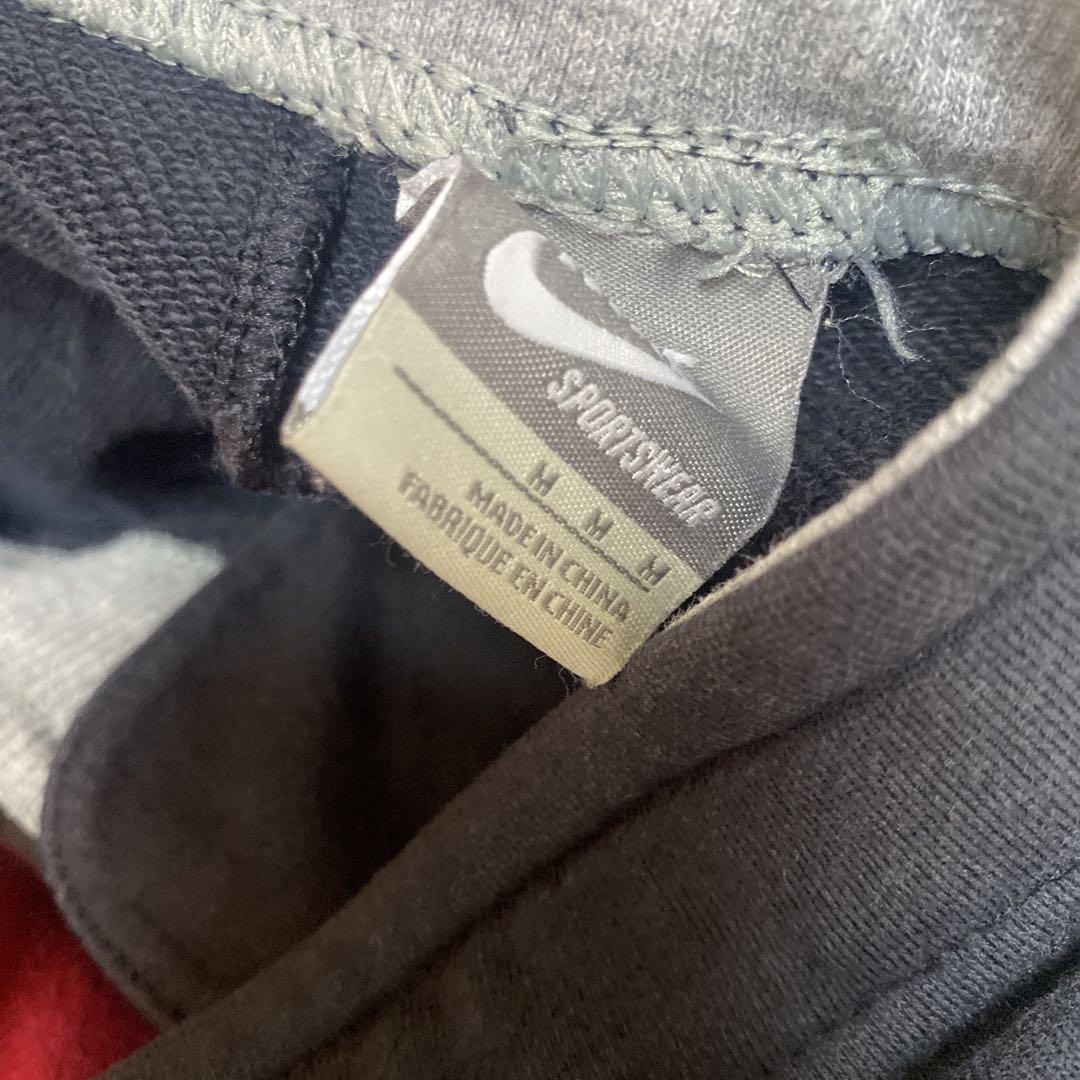 SPORTSWEAR
M M M
MADE IN CHINA
FABRIQUE EN CHINE